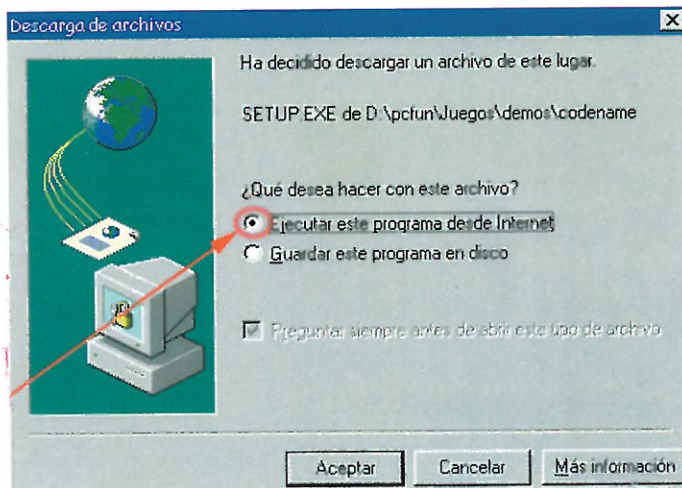 Descarga de archivos
Ha decidido descargar un archivo de este lugar.
SETUP.EXE de D:\pcfun\Juegos\demos\codename
¿Qué desea hacer con este archivo?
Ejecutar este programa desde Internet
Guardar este programa en disco
Preguntar siempre antes de abrir este tipo de archivo
Aceptar
Cancelar
Más información